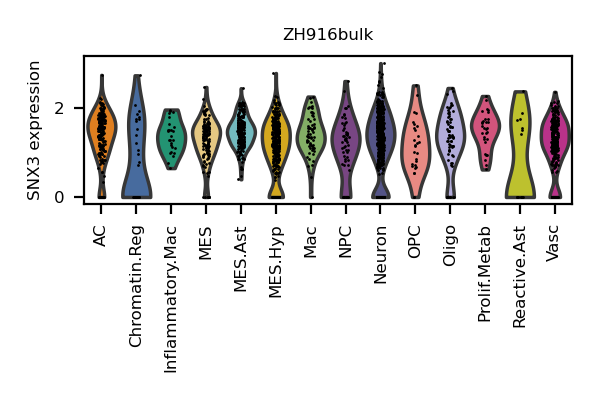 ZH916bulk
SNX3 expression
2
0
AC
Chromatin.Reg
Inflammatory.Mac
MES
MES.Ast
MES.Hyp
Mac
NPC
Neuron
OPC
Oligo
Prolif.Metab
Reactive.Ast
Vasc